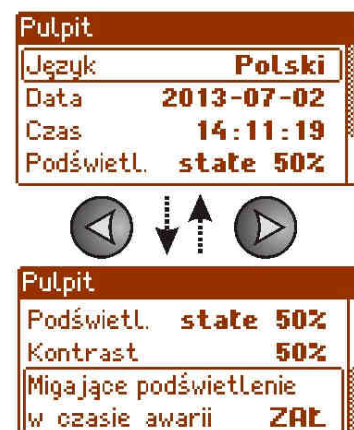 Pulpit
Język Polski
Data 2013-07-02
Czas 14:11:19
Podświetl. stałe 50%
Pulpit
Podświetl. stałe 50%
Kontrast 50%
Migające podświetlenie
w czasie awarii ZAŁ